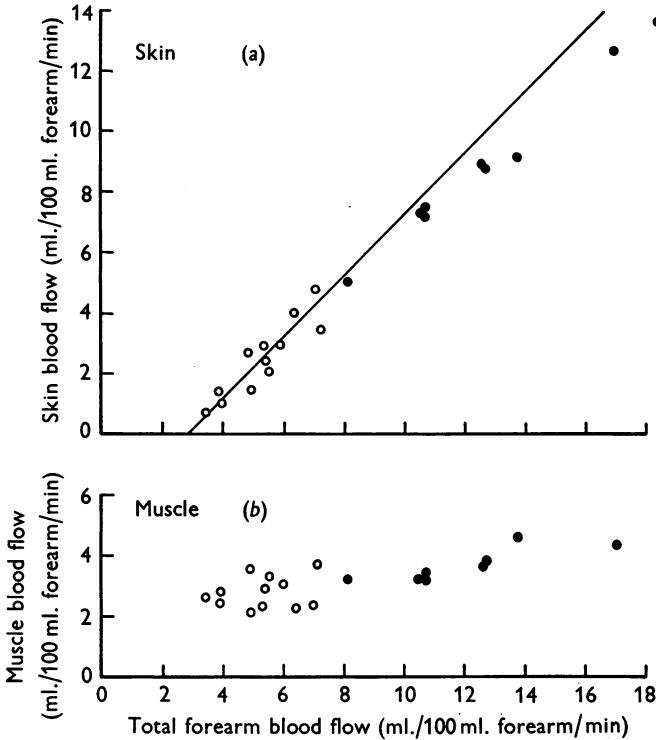 14
12
10
8
6
4
2
0
Skin (a)
Skin blood flow (ml./100 ml. forearm/min)
6
4
2
0
Muscle (b)
Muscle blood flow
(ml./100 ml. forearm/min)
0 2 4 6 8 10 12 14 16 18
Total forearm blood flow (ml./100 ml. forearm/min)